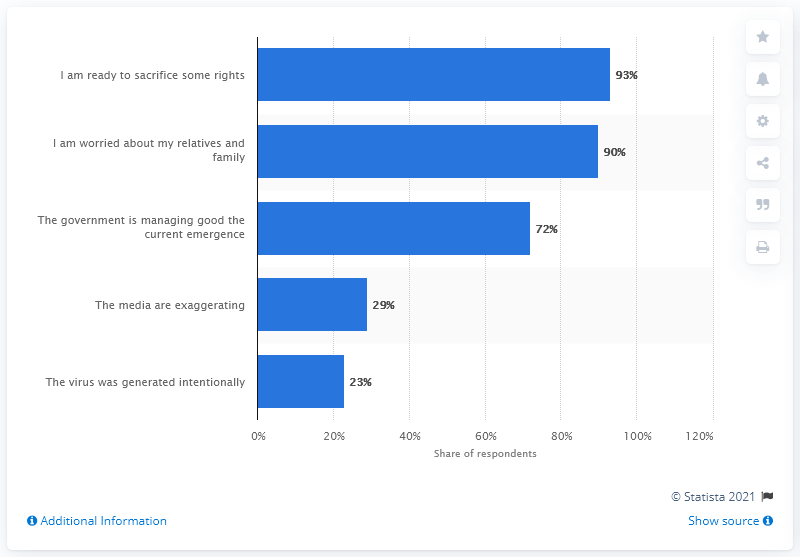 I am ready to sacrifice some rights
93%
I am worried about my relatives and
family
90%
The government is managing good the
current emergence
72%
The media are exaggerating
29%
The virus was generated intentionally
23%
0% 20% 40% 60% 80% 100% 120%
Share of respondents
© Statista 2021
Additional Information
Show source